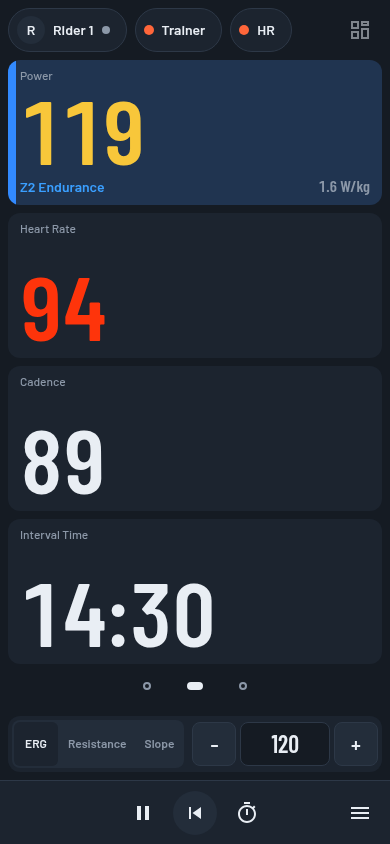 R Rider 1 Trainer HR
Power
119
Z2 Endurance 1.6 W/kg
Heart Rate
94
Cadence
89
Interval Time
14:30
ERG Resistance Slope - 120 +